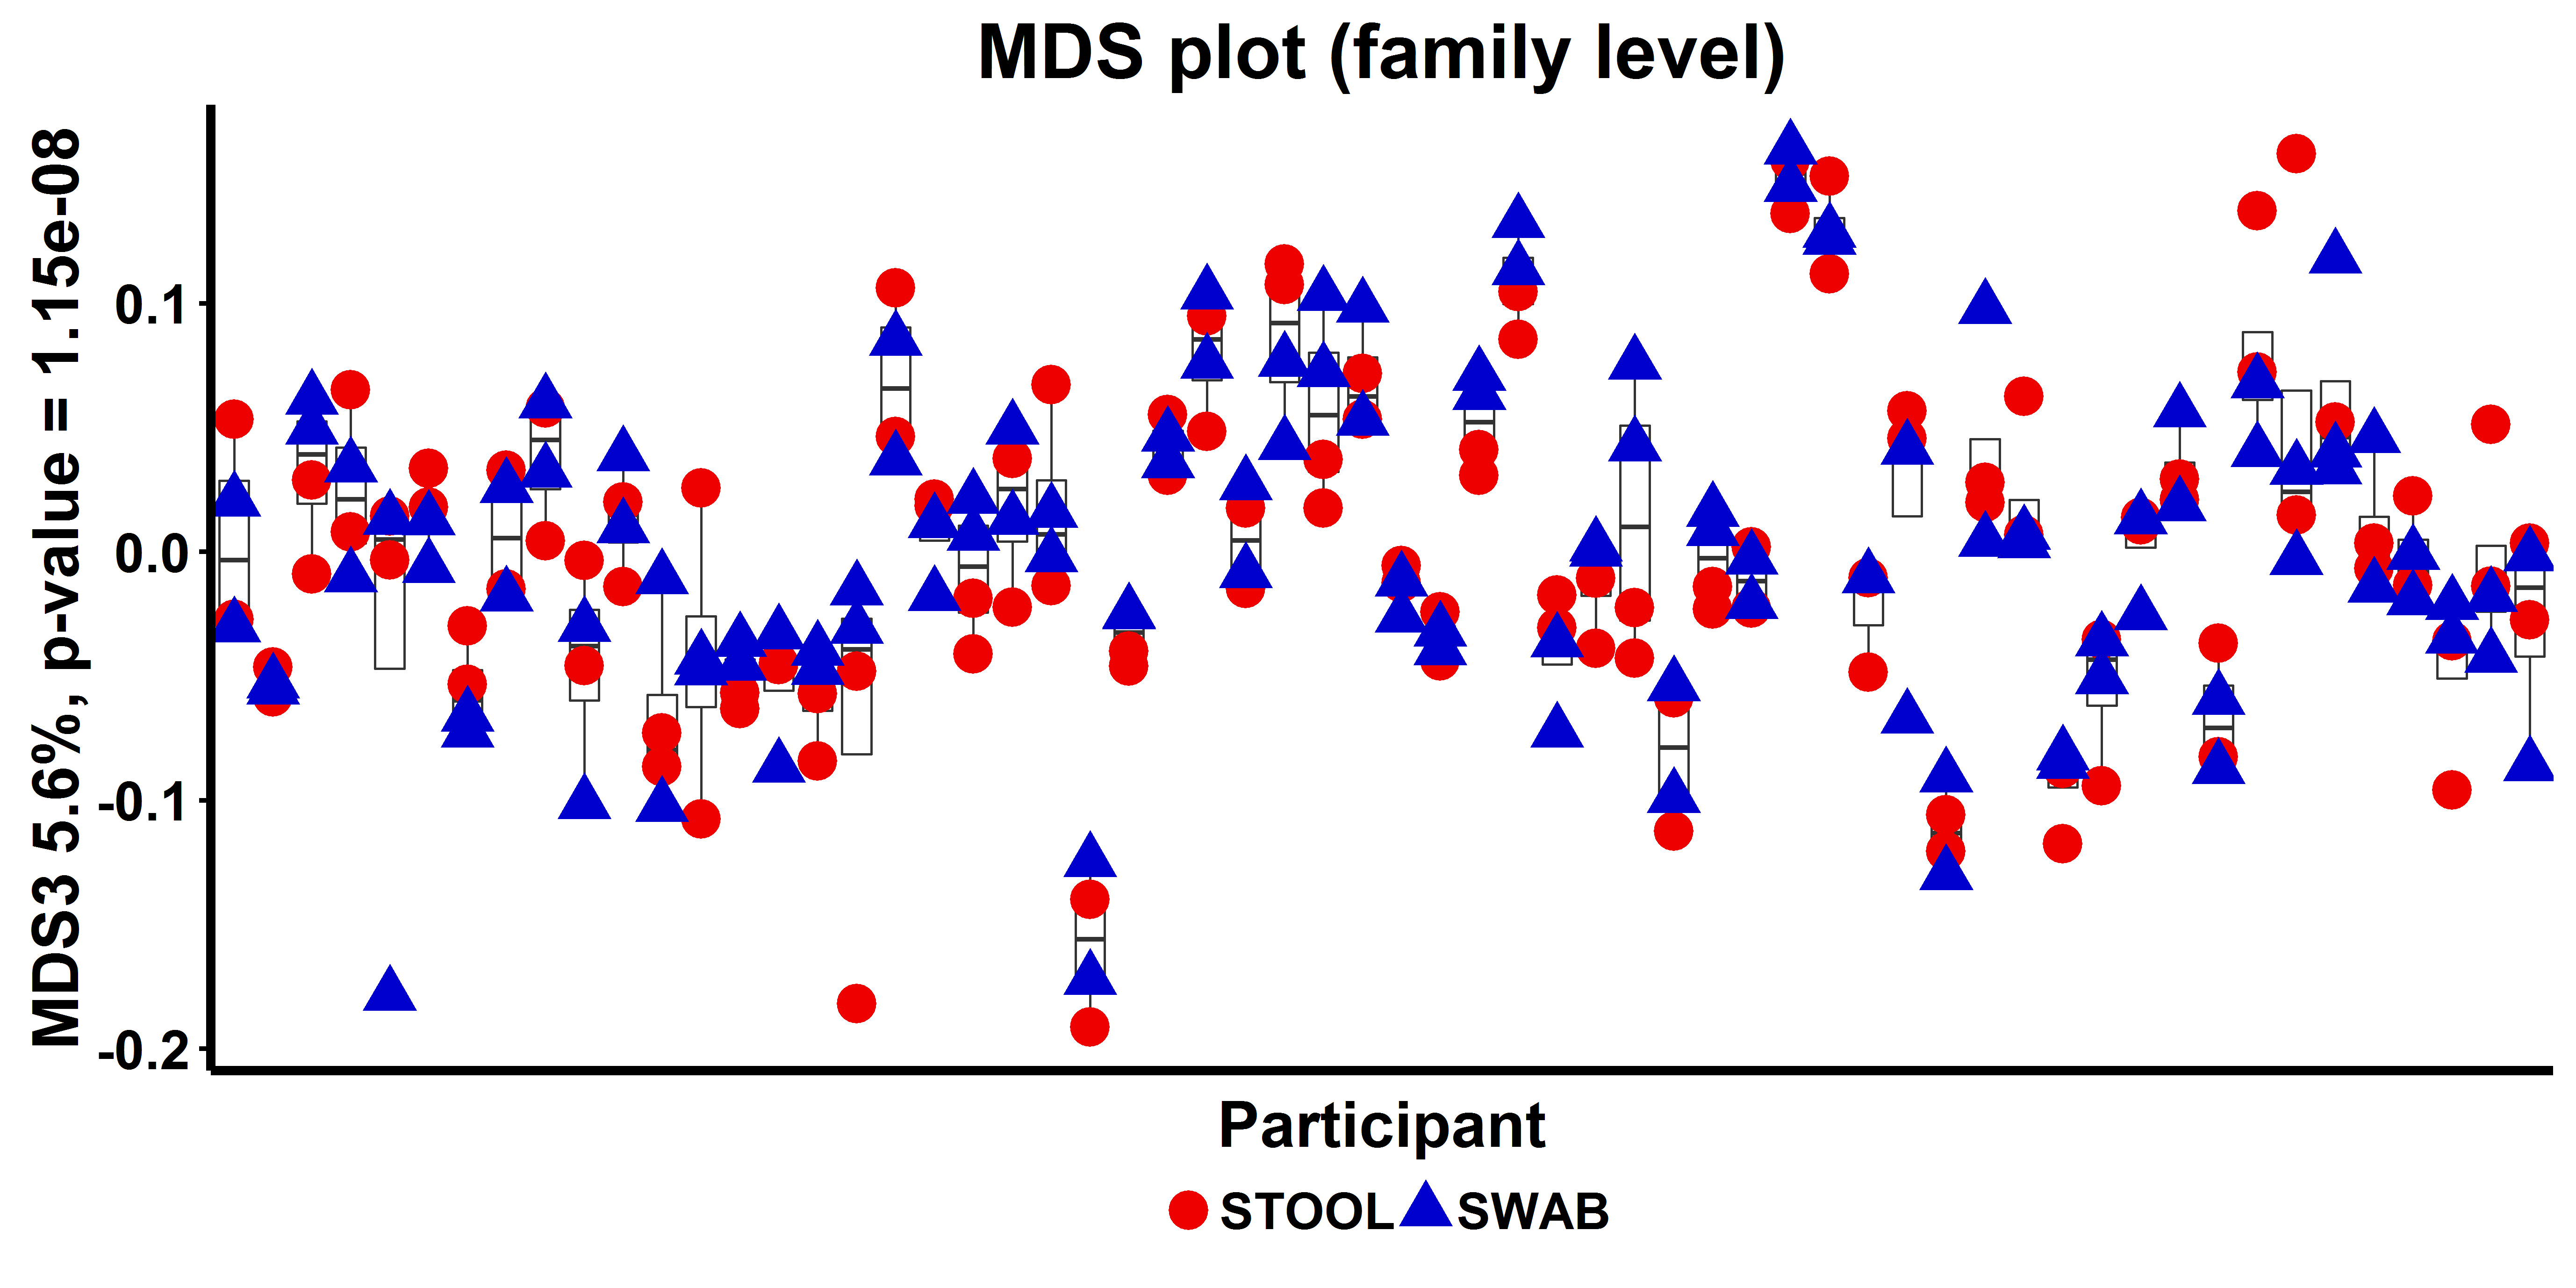 MDS plot (family level)
MDS3 5.6%, p-value = 1.15e-08
0.1
0.0
-0.1
-0.2
Participant
STOOL SWAB